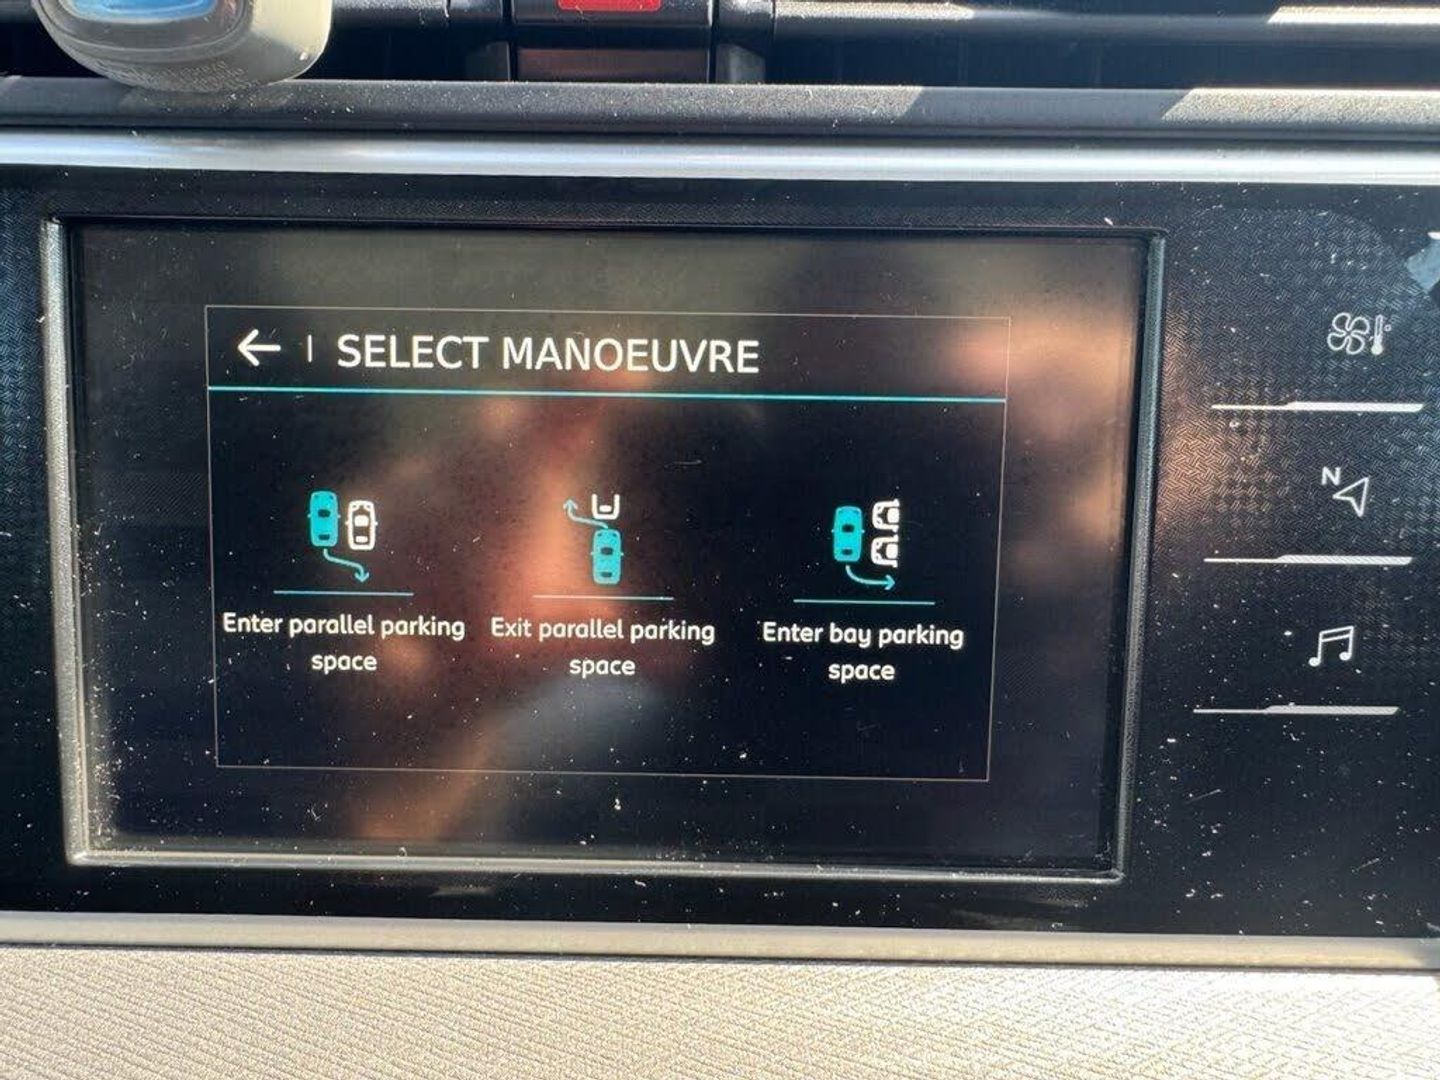 ← | SELECT MANOEUVRE
Enter parallel parking
space
Exit parallel parking
space
Enter bay parking
space
N